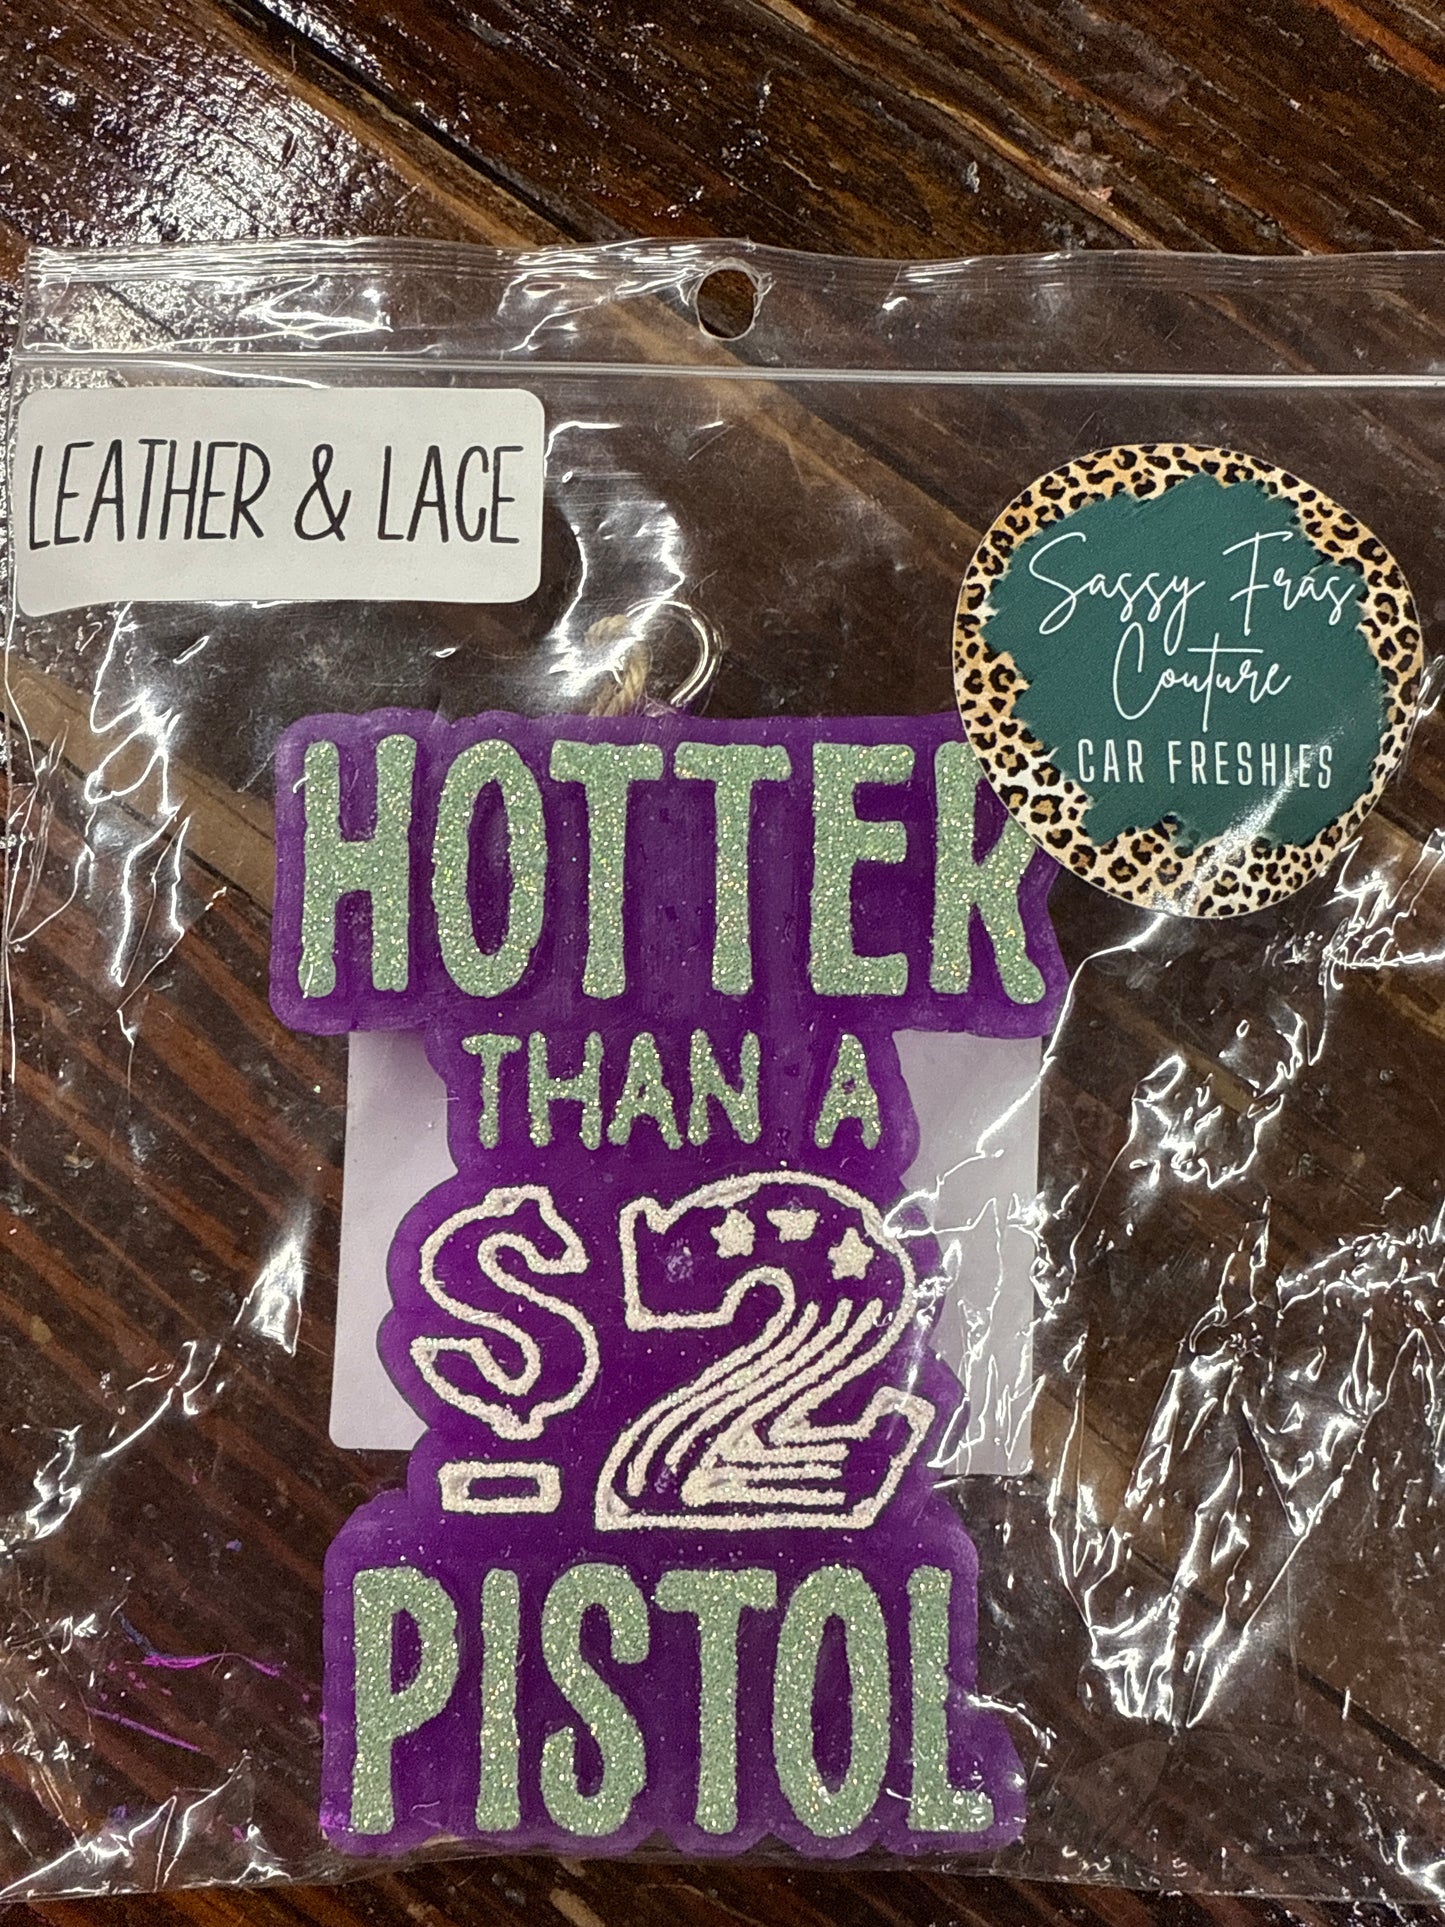 LEATHER & LACE
Sassy Fras
Couture
CAR FRESHIES
HOTTER
THAN A
$2
PISTOL